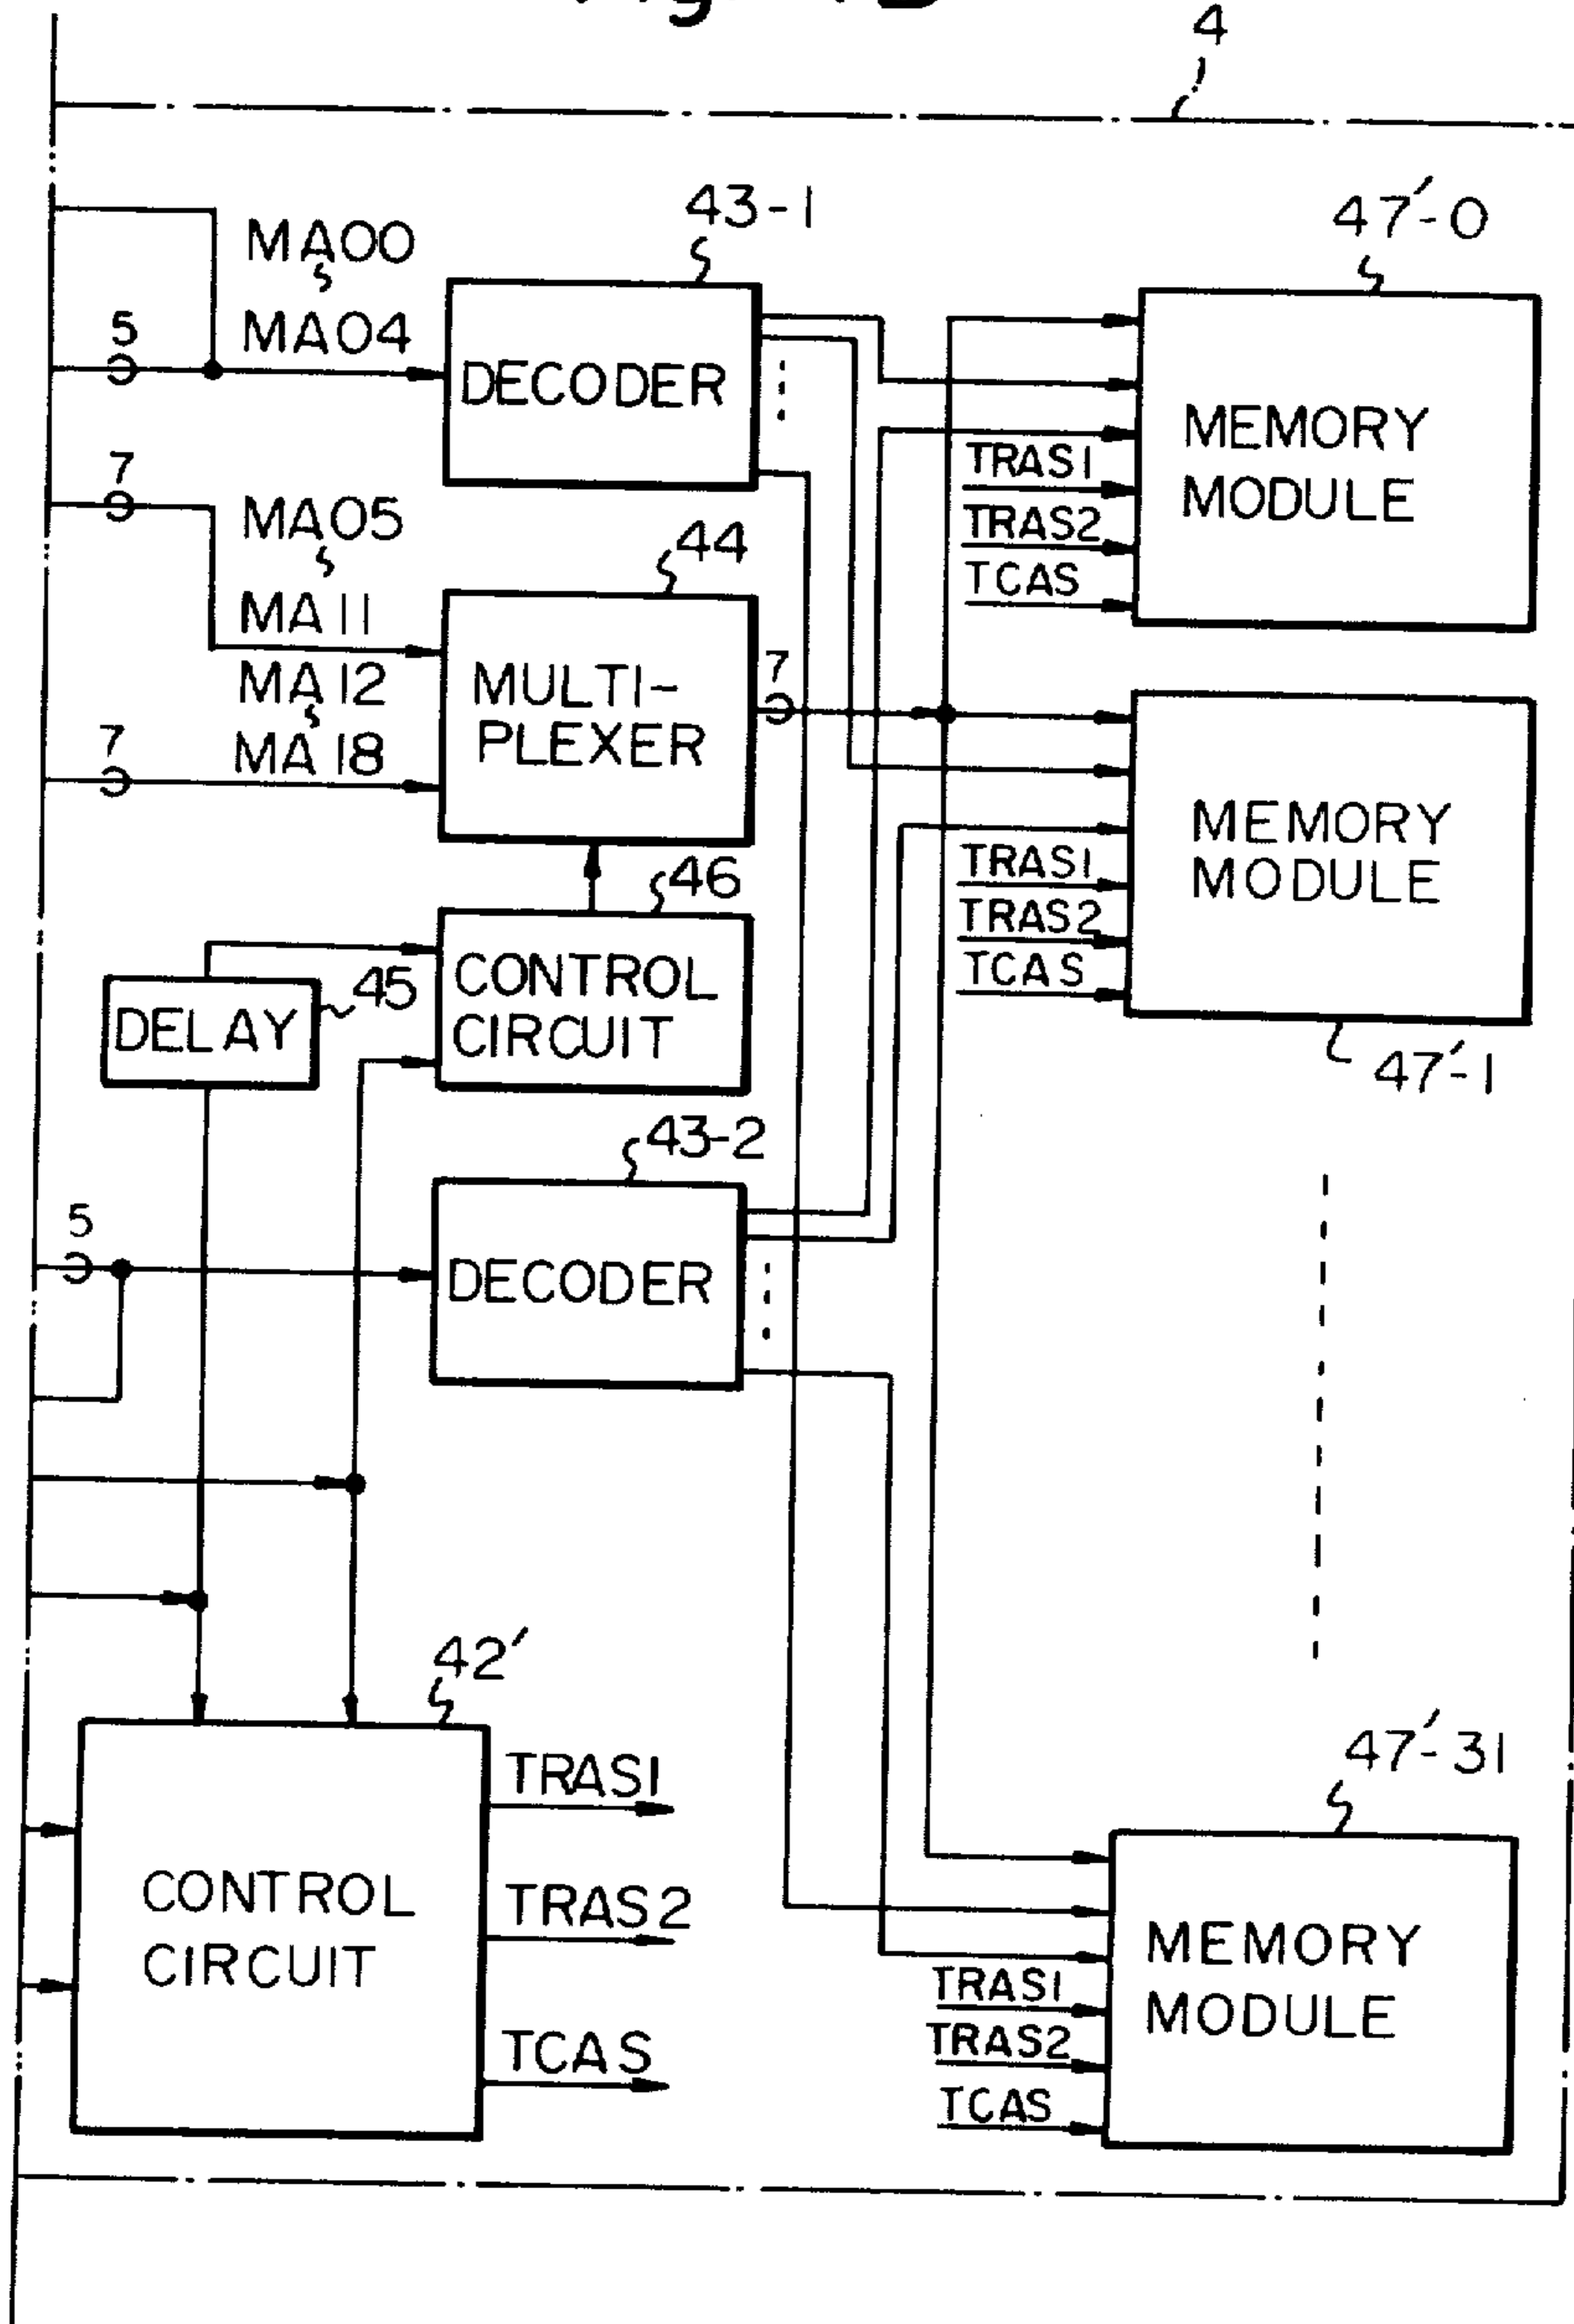 4
43-1
47'-0
MA00
5
MA04
DECODER
MEMORY
MODULE
TRAS1
TRAS2
TCAS
7
MA05
MA11
44
MA12
MULTI-
PLEXER
7
7
MA18
MEMORY
MODULE
TRAS1
TRAS2
TCAS
47'-1
46
CONTROL
CIRCUIT
45
DELAY
43-2
5
DECODER
42'
CONTROL
CIRCUIT
TRAS1
TRAS2
TCAS
47'-31
MEMORY
MODULE
TRAS1
TRAS2
TCAS